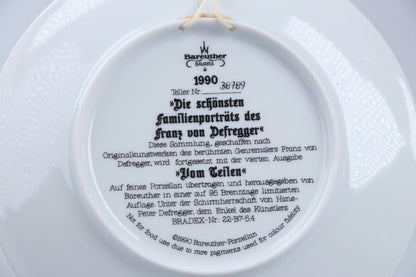 Bareuther
BAVARIA
1990
Teller Nr. 38789
»Die schönsten
Familienporträts des
Franz von Defregger«
Diese Sammlung, geschaffen nach
Originalkunstwerken des berühmten Genremalers Franz von
Defregger, wird fortgesetzt mit der vierten Ausgabe
»Vom Teilen«
Auf feines Porzellan übertragen und herausgegeben von
Bareuther in einer auf 95 Brenntage limitierten
Auflage. Unter der Schirmherrschaft von Hans-
Peter Defregger, dem Enkel des Künstlers.
BRADEX-Nr. 22-B7-5.4
©1990 Bareuther-Porzellan
Not for food use due to rare pigments used for colour fidelity